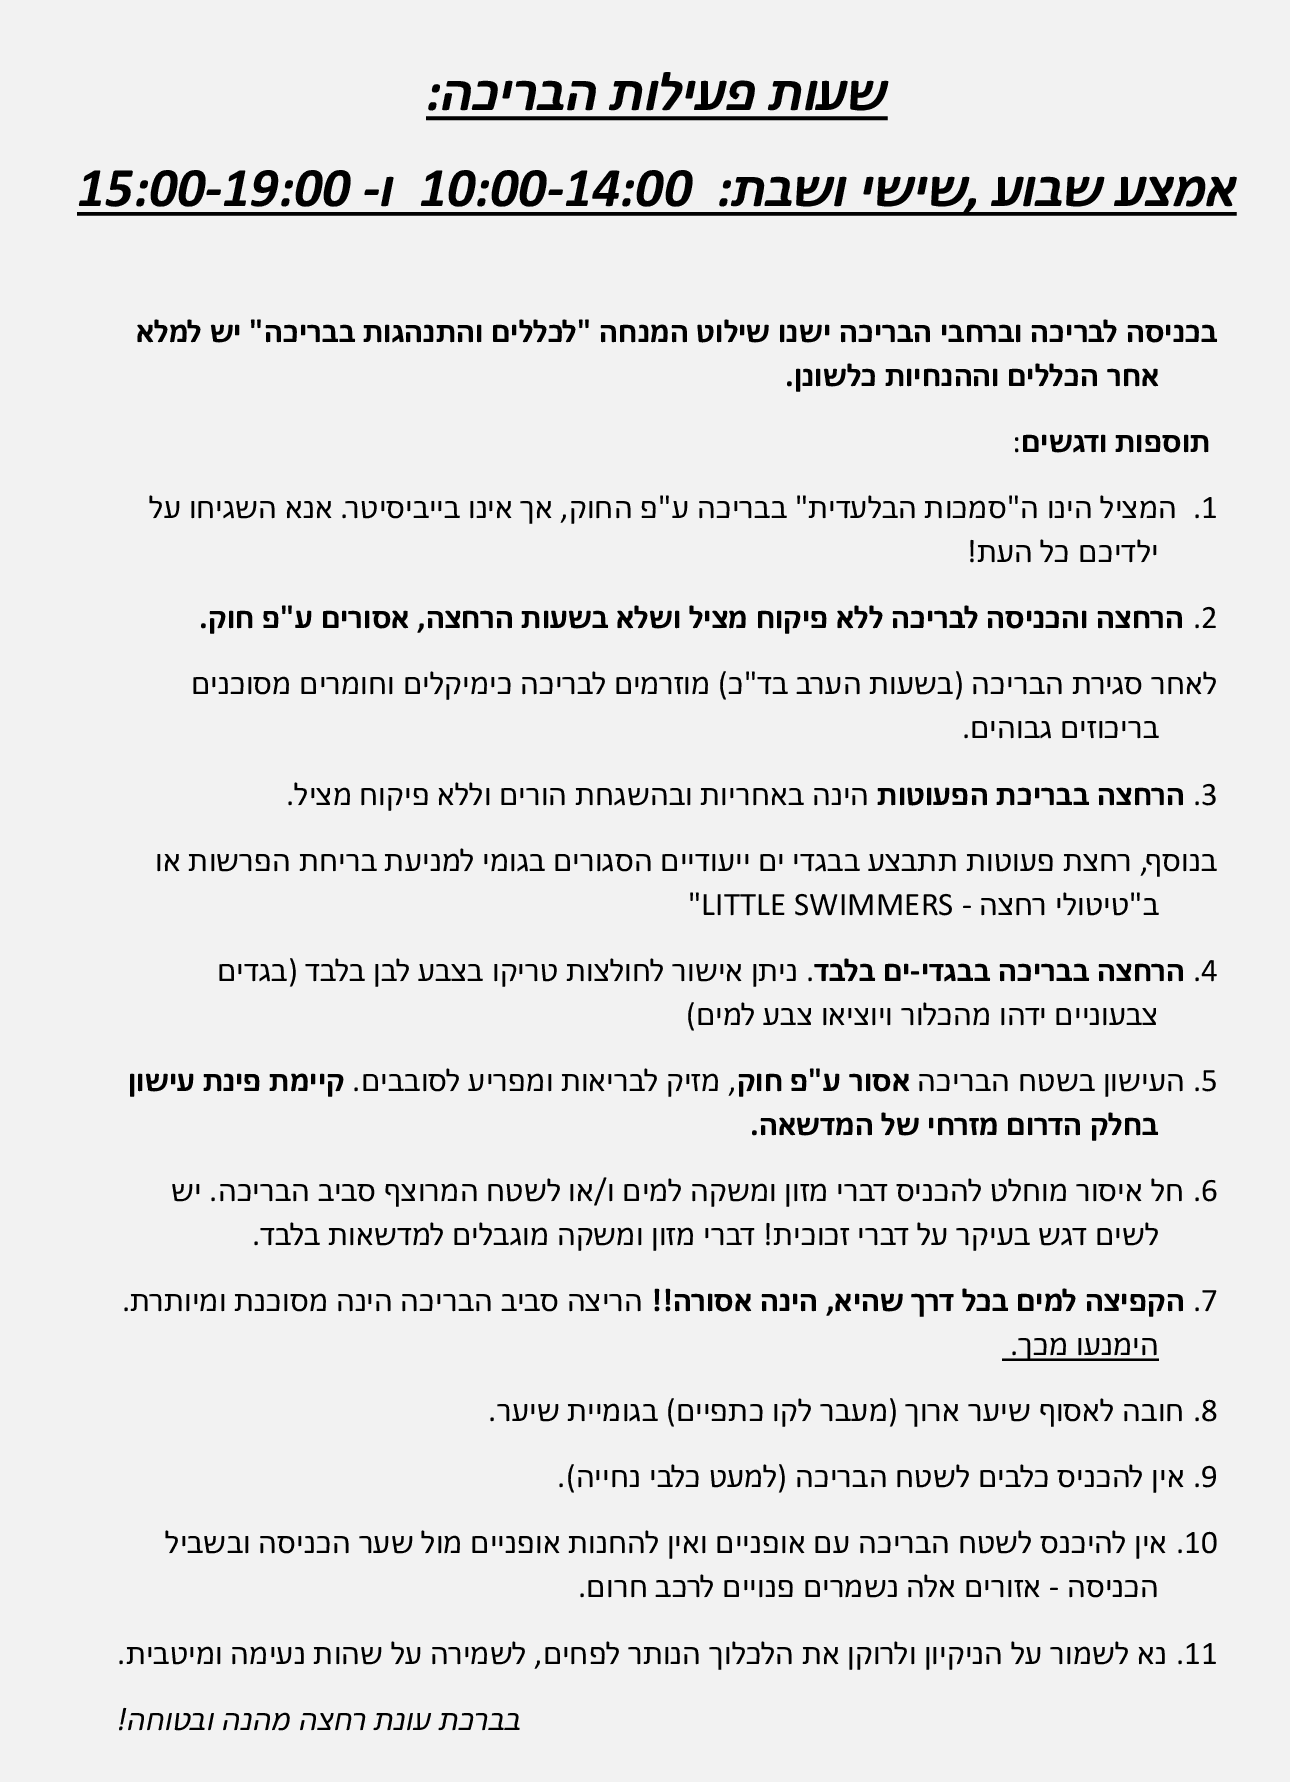 שעות פעילות הבריכה:
אמצע שבוע ,שישי ושבת: 10:00-14:00 ו- 15:00-19:00
בכניסה לבריכה וברחבי הבריכה ישנו שילוט המנחה "לכללים והתנהגות בבריכה" יש למלא
אחר הכללים וההנחיות כלשונן.
תוספות ודגשים:
1. המציל הינו ה"סמכות הבלעדית" בבריכה ע"פ החוק, אך אינו בייביסיטר. אנא השגיחו על
ילדיכם כל העת!
2. הרחצה והכניסה לבריכה ללא פיקוח מציל ושלא בשעות הרחצה, אסורים ע"פ חוק.
לאחר סגירת הבריכה (בשעות הערב בד"כ) מוזרמים לבריכה כימיקלים וחומרים מסוכנים
בריכוזים גבוהים.
3. הרחצה בבריכת הפעוטות הינה באחריות ובהשגחת הורים וללא פיקוח מציל.
בנוסף, רחצת פעוטות תתבצע בבגדי ים ייעודיים הסגורים בגומי למניעת בריחת הפרשות או
ב"טיטולי רחצה - LITTLE SWIMMERS"
4. הרחצה בבריכה בבגדי-ים בלבד. ניתן אישור לחולצות טריקו בצבע לבן בלבד (בגדים
צבעוניים ידהו מהכלור ויוציאו צבע למים)
5. העישון בשטח הבריכה אסור ע"פ חוק, מזיק לבריאות ומפריע לסובבים. קיימת פינת עישון
בחלק הדרום מזרחי של המדשאה.
6. חל איסור מוחלט להכניס דברי מזון ומשקה למים ו/או לשטח המרוצף סביב הבריכה. יש
לשים דגש בעיקר על דברי זכוכית! דברי מזון ומשקה מוגבלים למדשאות בלבד.
7. הקפיצה למים בכל דרך שהיא, הינה אסורה!! הריצה סביב הבריכה הינה מסוכנת ומיותרת.
הימנעו מכך.
8. חובה לאסוף שיער ארוך (מעבר לקו כתפיים) בגומיית שיער.
9. אין להכניס כלבים לשטח הבריכה (למעט כלבי נחייה).
10. אין להיכנס לשטח הבריכה עם אופניים ואין להחנות אופניים מול שער הכניסה ובשביל
הכניסה - אזורים אלה נשמרים פנויים לרכב חרום.
11. נא לשמור על הניקיון ולרוקן את הלכלוך הנותר לפחים, לשמירה על שהות נעימה ומיטבית.
בברכת עונת רחצה מהנה ובטוחה!